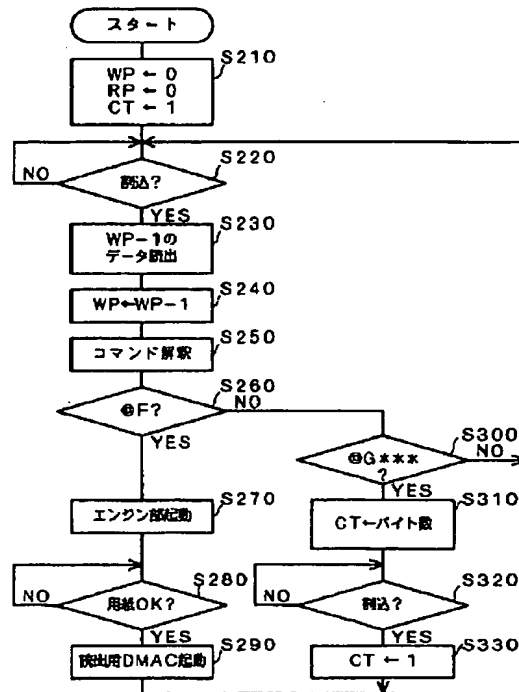 スタート
S210
WP ← 0
RP ← 0
CT ← 1
S220
割込?
NO
YES
S230
WP-1の
データ読出
S240
WP←WP-1
S250
コマンド解釈
S260
@F?
NO
YES
S300
@G***
?
NO
YES
S270
エンジン部起動
S310
CT←バイト数
S280
用紙OK?
NO
YES
S320
割込?
NO
YES
S290
読出用DMAC起動
S330
CT ← 1